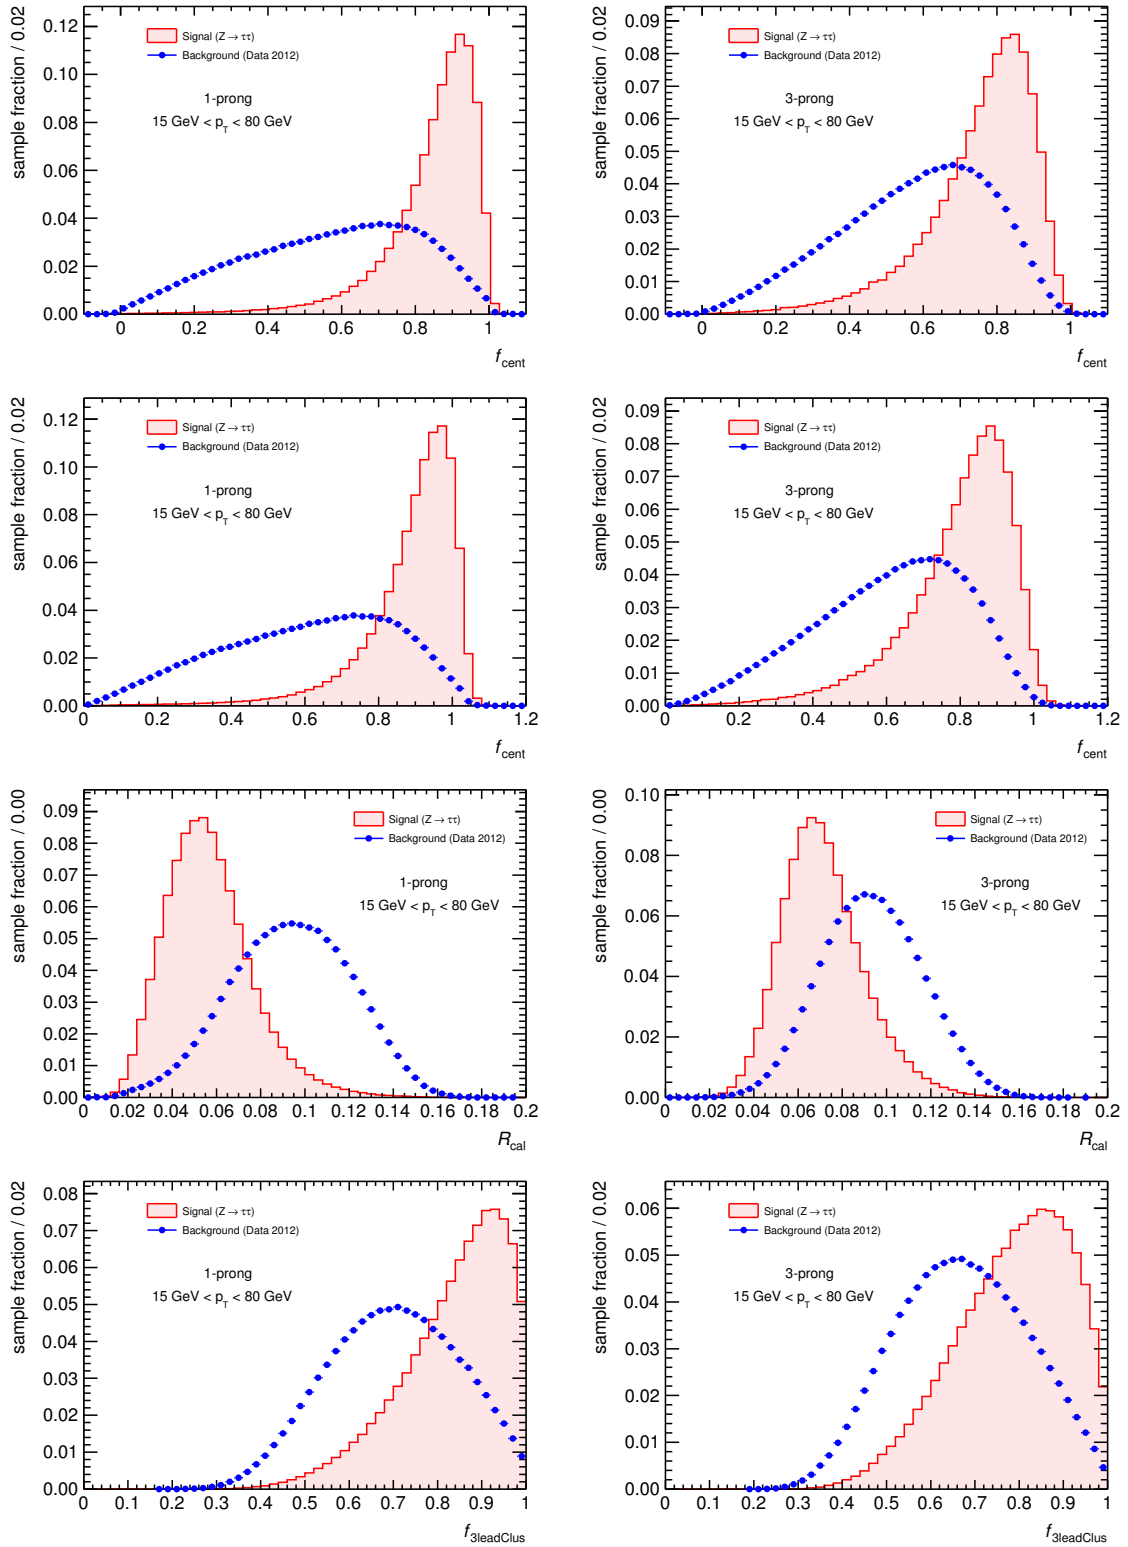 sample fraction / 0.02
0.12
0.10
0.08
0.06
0.04
0.02
0.00
Signal (Z→ττ)
Background (Data 2012)
1-prong
15 GeV < p_T < 80 GeV
0 0.2 0.4 0.6 0.8 1
f_cent
sample fraction / 0.02
0.09
0.08
0.07
0.06
0.05
0.04
0.03
0.02
0.01
0.00
Signal (Z→ττ)
Background (Data 2012)
3-prong
15 GeV < p_T < 80 GeV
0 0.2 0.4 0.6 0.8 1
f_cent
sample fraction / 0.02
0.12
0.10
0.08
0.06
0.04
0.02
0.00
Signal (Z→ττ)
Background (Data 2012)
1-prong
15 GeV < p_T < 80 GeV
0 0.2 0.4 0.6 0.8 1 1.2
f_cent
sample fraction / 0.02
0.09
0.08
0.07
0.06
0.05
0.04
0.03
0.02
0.01
0.00
Signal (Z→ττ)
Background (Data 2012)
3-prong
15 GeV < p_T < 80 GeV
0 0.2 0.4 0.6 0.8 1 1.2
f_cent
sample fraction / 0.00
0.09
0.08
0.07
0.06
0.05
0.04
0.03
0.02
0.01
0.00
Signal (Z→ττ)
Background (Data 2012)
1-prong
15 GeV < p_T < 80 GeV
0 0.02 0.04 0.06 0.08 0.1 0.12 0.14 0.16 0.18 0.2
R_cal
sample fraction / 0.00
0.10
0.08
0.06
0.04
0.02
0.00
Signal (Z→ττ)
Background (Data 2012)
3-prong
15 GeV < p_T < 80 GeV
0 0.02 0.04 0.06 0.08 0.1 0.12 0.14 0.16 0.18 0.2
R_cal
sample fraction / 0.02
0.08
0.07
0.06
0.05
0.04
0.03
0.02
0.01
0.00
Signal (Z→ττ)
Background (Data 2012)
1-prong
15 GeV < p_T < 80 GeV
0 0.1 0.2 0.3 0.4 0.5 0.6 0.7 0.8 0.9 1
f_3leadClus
sample fraction / 0.02
0.06
0.05
0.04
0.03
0.02
0.01
0.00
Signal (Z→ττ)
Background (Data 2012)
3-prong
15 GeV < p_T < 80 GeV
0 0.1 0.2 0.3 0.4 0.5 0.6 0.7 0.8 0.9 1
f_3leadClus